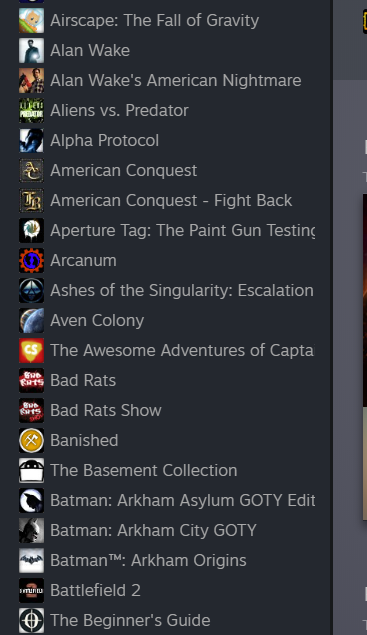 Airscape: The Fall of Gravity
Alan Wake
Alan Wake's American Nightmare
Aliens vs. Predator
Alpha Protocol
American Conquest
American Conquest - Fight Back
Aperture Tag: The Paint Gun Testing
Arcanum
Ashes of the Singularity: Escalation
Aven Colony
The Awesome Adventures of Capta
Bad Rats
Bad Rats Show
Banished
The Basement Collection
Batman: Arkham Asylum GOTY Edit
Batman: Arkham City GOTY
Batman™: Arkham Origins
Battlefield 2
The Beginner's Guide